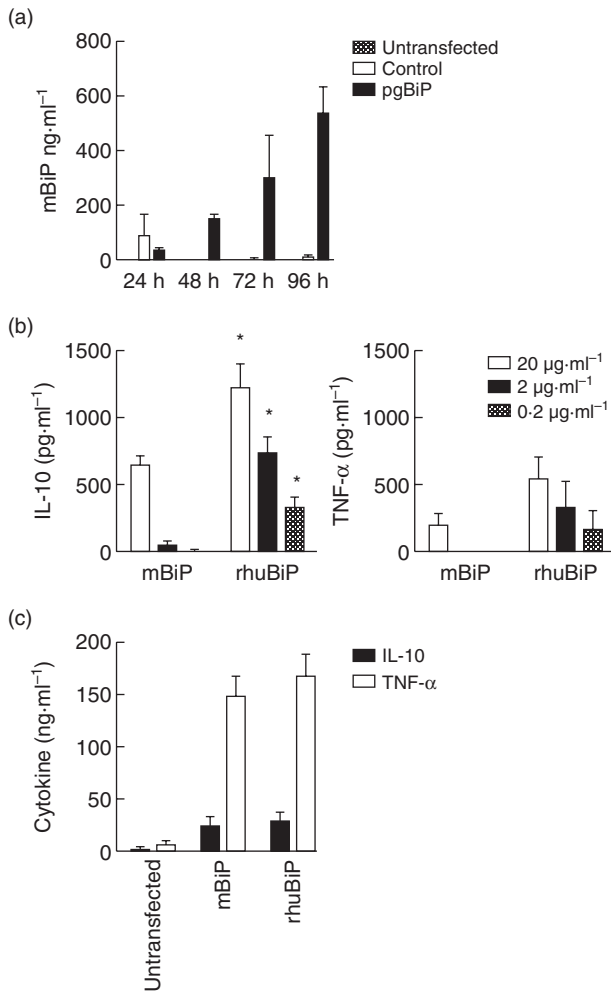 (a)
mBiP ng·ml⁻¹
800
600
400
200
0
24 h 48 h 72 h 96 h
Untransfected
Control
pgBiP
(b)
IL-10 (pg·ml⁻¹)
1500
1000
500
0
*
*
*
mBiP rhuBiP
TNF-α (pg·ml⁻¹)
1500
1000
500
0
20 μg·ml⁻¹
2 μg·ml⁻¹
0·2 μg·ml⁻¹
mBiP rhuBiP
(c)
Cytokine (ng·ml⁻¹)
200
150
100
50
0
IL-10
TNF-α
Untransfected
mBiP
rhuBiP